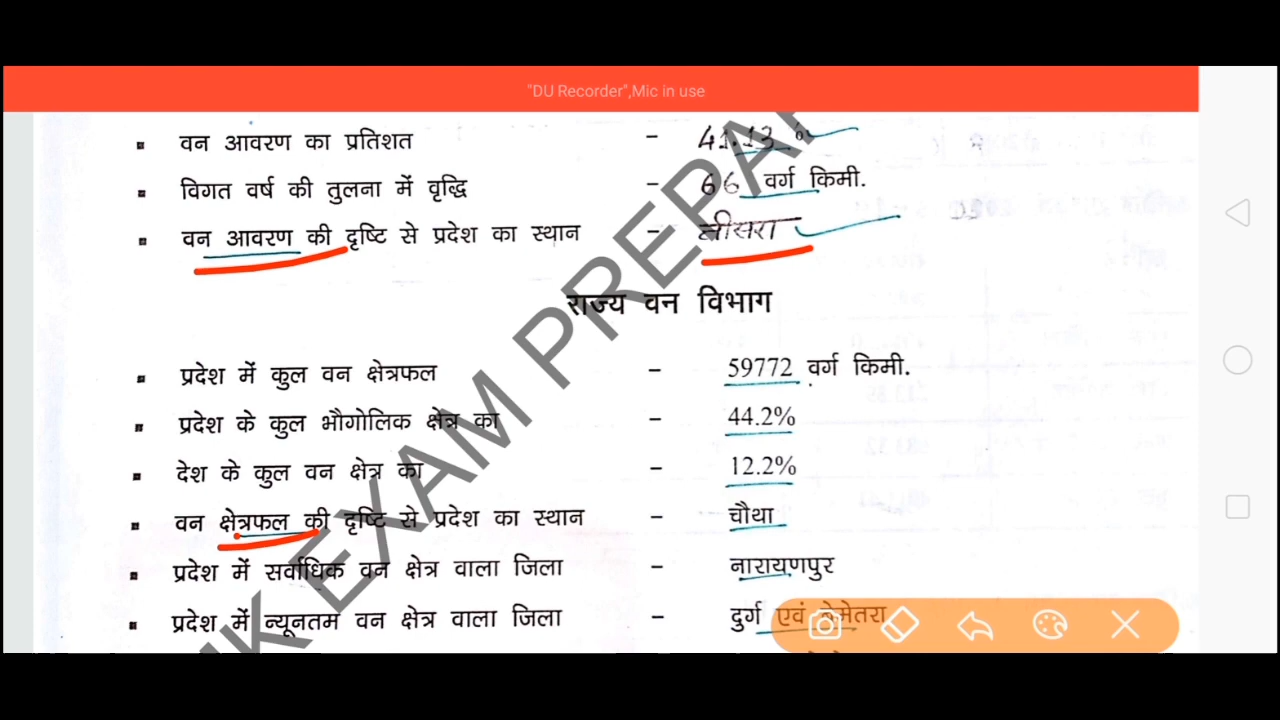 "DU Recorder",Mic in use
वन आवरण का प्रतिशत - 41.13 %
विगत वर्ष की तुलना में वृद्धि - 66 वर्ग किमी.
वन आवरण की दृष्टि से प्रदेश का स्थान - तीसरा
राज्य वन विभाग
प्रदेश में कुल वन क्षेत्रफल - 59772 वर्ग किमी.
प्रदेश के कुल भौगोलिक क्षेत्र का - 44.2%
देश के कुल वन क्षेत्र का - 12.2%
वन क्षेत्रफल की दृष्टि से प्रदेश का स्थान - चौथा
प्रदेश में सर्वाधिक वन क्षेत्र वाला जिला - नारायणपुर
प्रदेश में न्यूनतम वन क्षेत्र वाला जिला - दुर्ग एवं बेमेतरा
EXAM